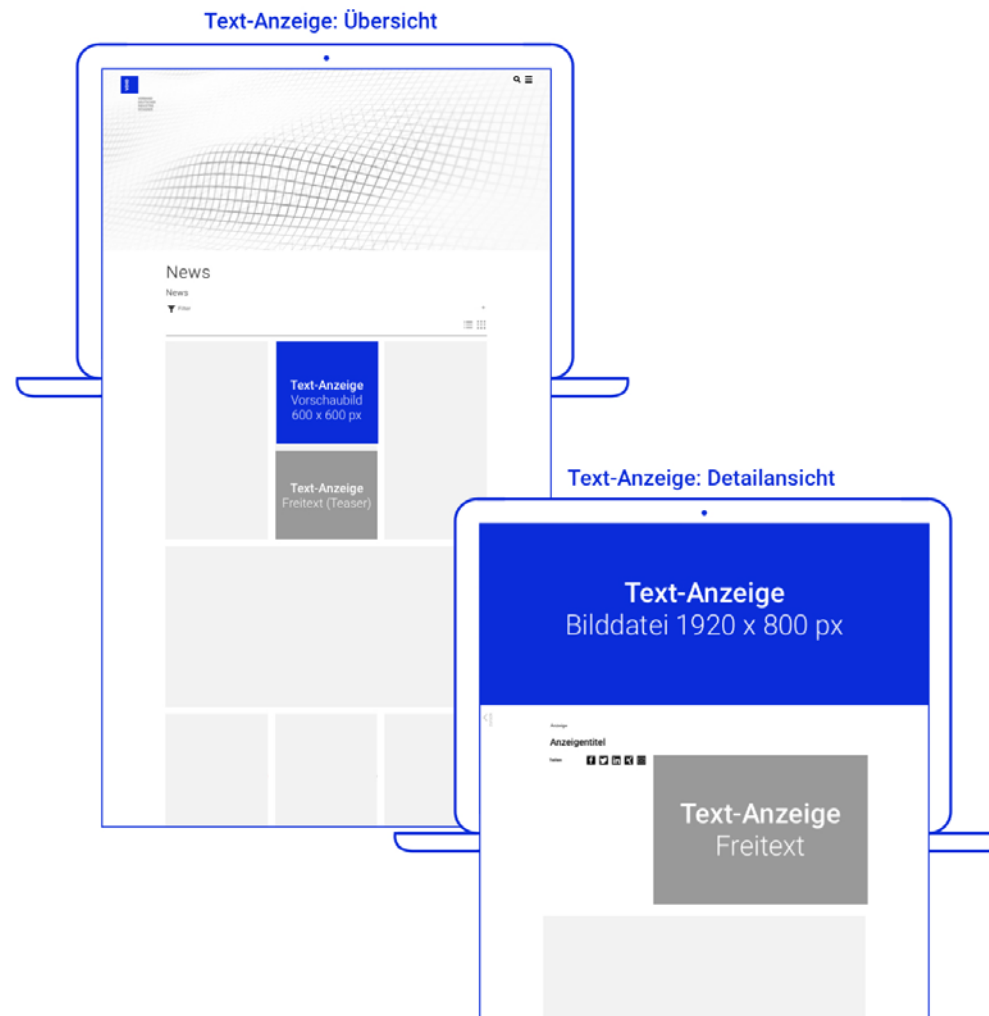 Text-Anzeige: Übersicht
News
News
Filter
Text-Anzeige
Vorschaubild
600 x 600 px
Text-Anzeige
Freitext (Teaser)
Text-Anzeige: Detailansicht
Text-Anzeige
Bilddatei 1920 x 800 px
Anzeige
Anzeigentitel
Text-Anzeige
Freitext